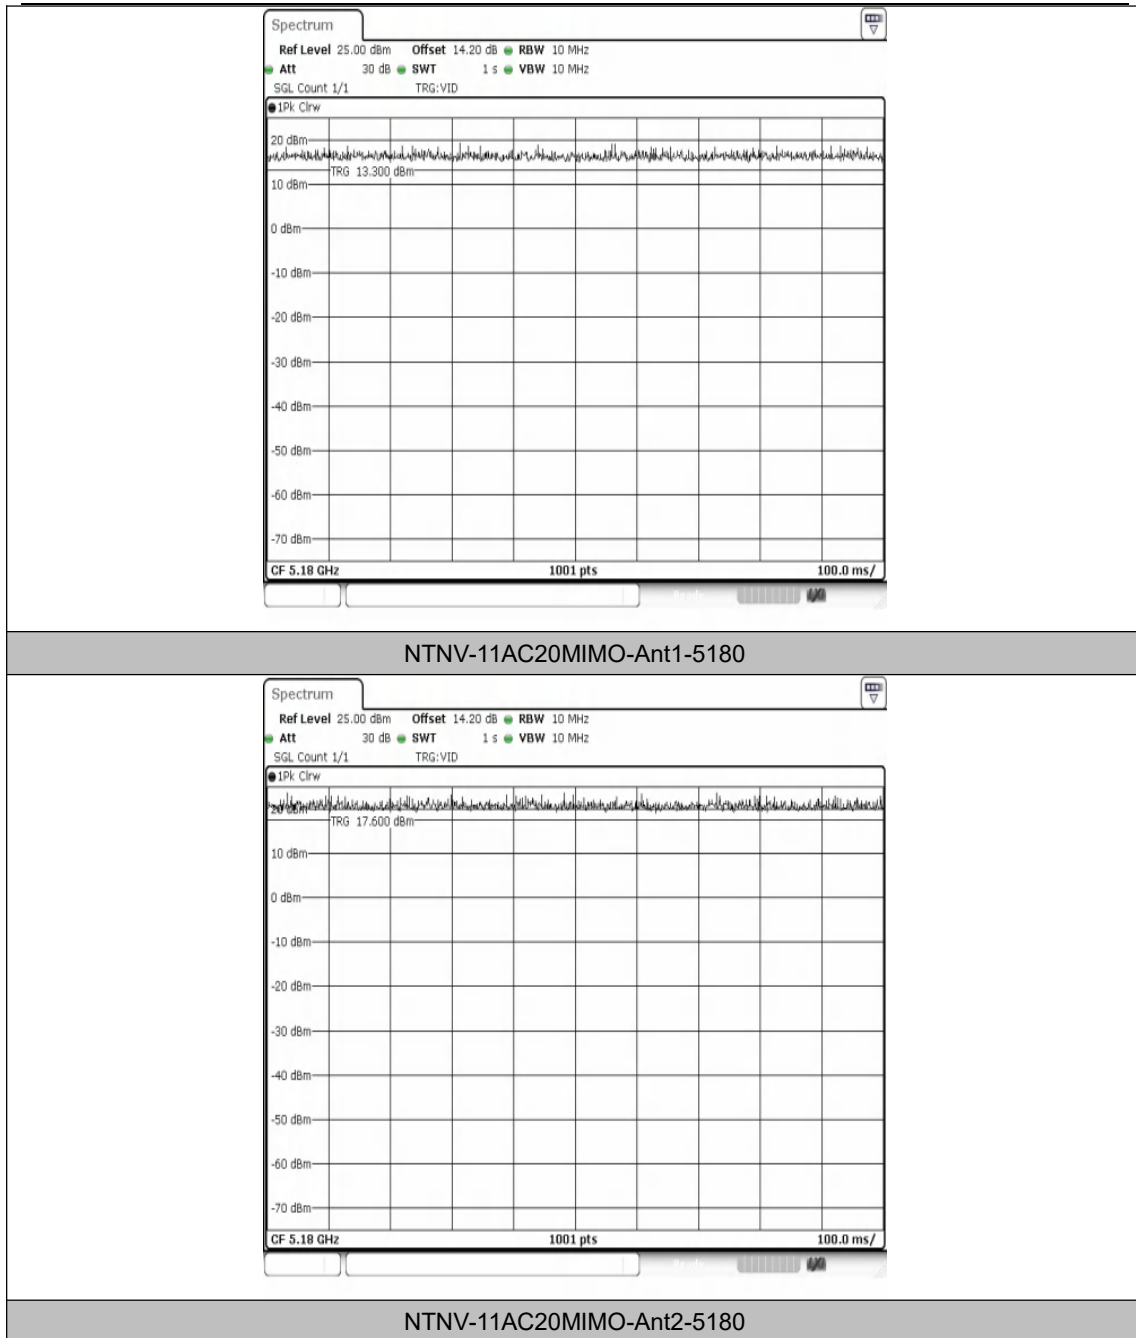 Spectrum
Ref Level 25.00 dBm Offset 14.20 dB RBW 10 MHz
Att 30 dB SWT 1 s VBW 10 MHz
SGL Count 1/1 TRG:VID
1Pk Clrw
20 dBm
TRG 13.300 dBm
10 dBm
0 dBm
-10 dBm
-20 dBm
-30 dBm
-40 dBm
-50 dBm
-60 dBm
-70 dBm
CF 5.18 GHz 1001 pts 100.0 ms/
NTNV-11AC20MIMO-Ant1-5180
Spectrum
Ref Level 25.00 dBm Offset 14.20 dB RBW 10 MHz
Att 30 dB SWT 1 s VBW 10 MHz
SGL Count 1/1 TRG:VID
1Pk Clrw
20 dBm
TRG 17.600 dBm
10 dBm
0 dBm
-10 dBm
-20 dBm
-30 dBm
-40 dBm
-50 dBm
-60 dBm
-70 dBm
CF 5.18 GHz 1001 pts 100.0 ms/
NTNV-11AC20MIMO-Ant2-5180